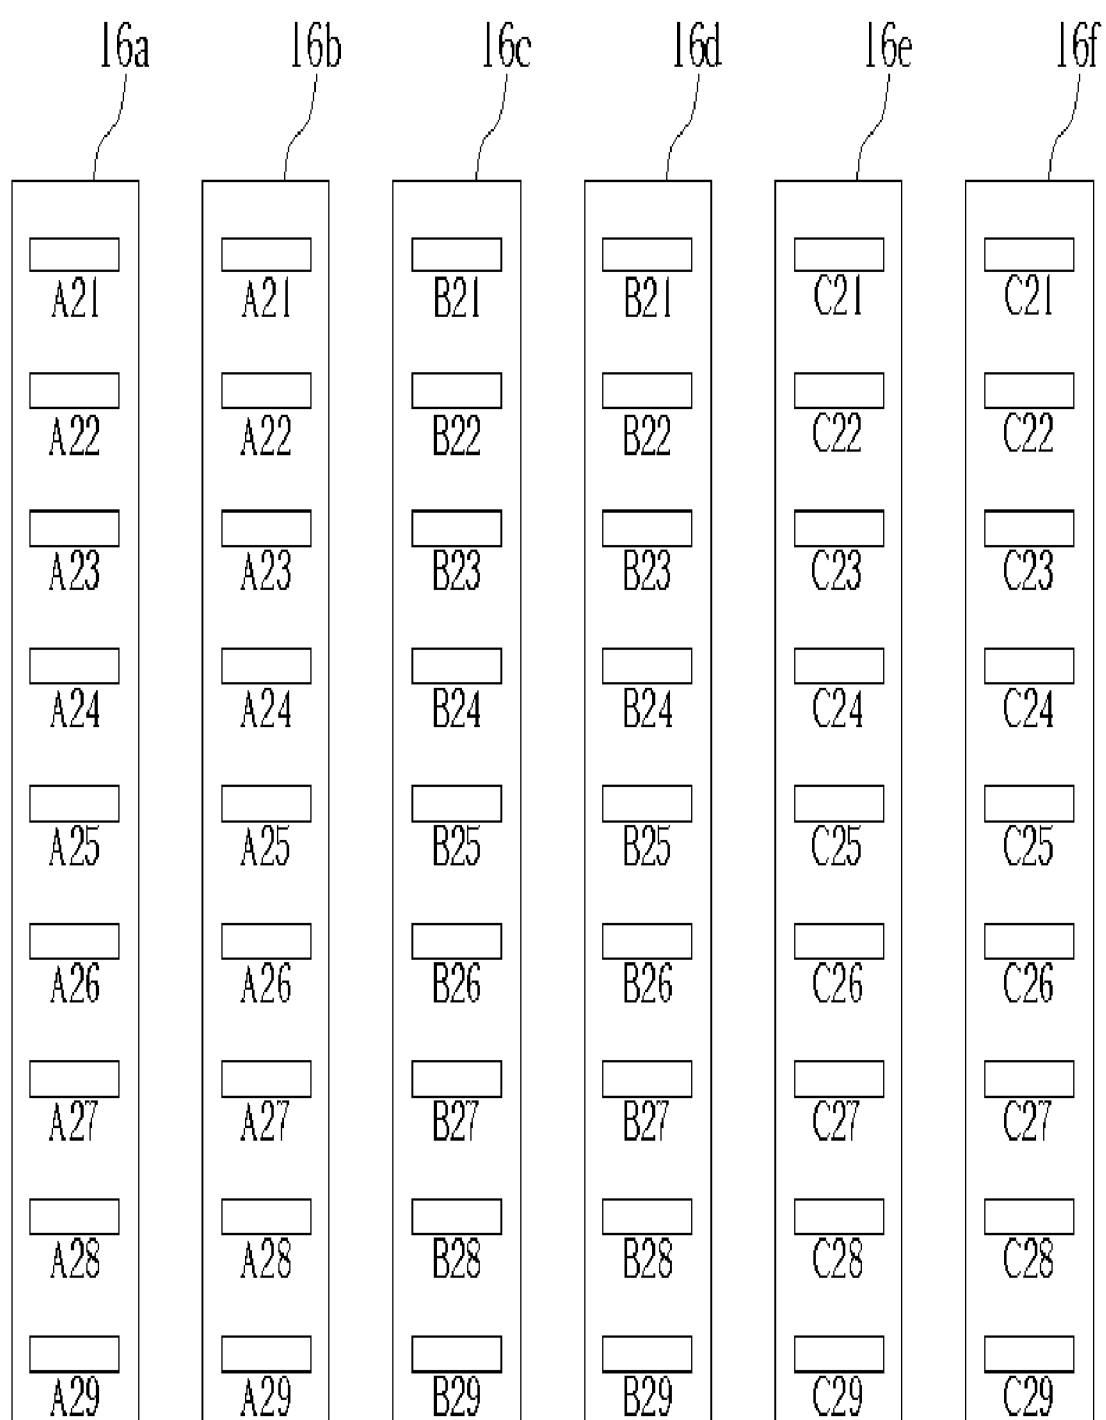 16a 16b 16c 16d 16e 16f
A21 A21 B21 B21 C21 C21
A22 A22 B22 B22 C22 C22
A23 A23 B23 B23 C23 C23
A24 A24 B24 B24 C24 C24
A25 A25 B25 B25 C25 C25
A26 A26 B26 B26 C26 C26
A27 A27 B27 B27 C27 C27
A28 A28 B28 B28 C28 C28
A29 A29 B29 B29 C29 C29